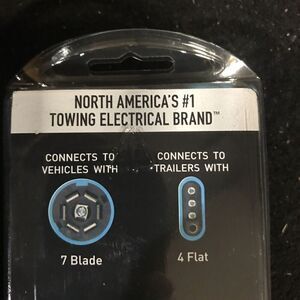 NORTH AMERICA'S #1
TOWING ELECTRICAL BRAND™
CONNECTS TO
VEHICLES WITH
7 Blade
CONNECTS TO
TRAILERS WITH
4 Flat